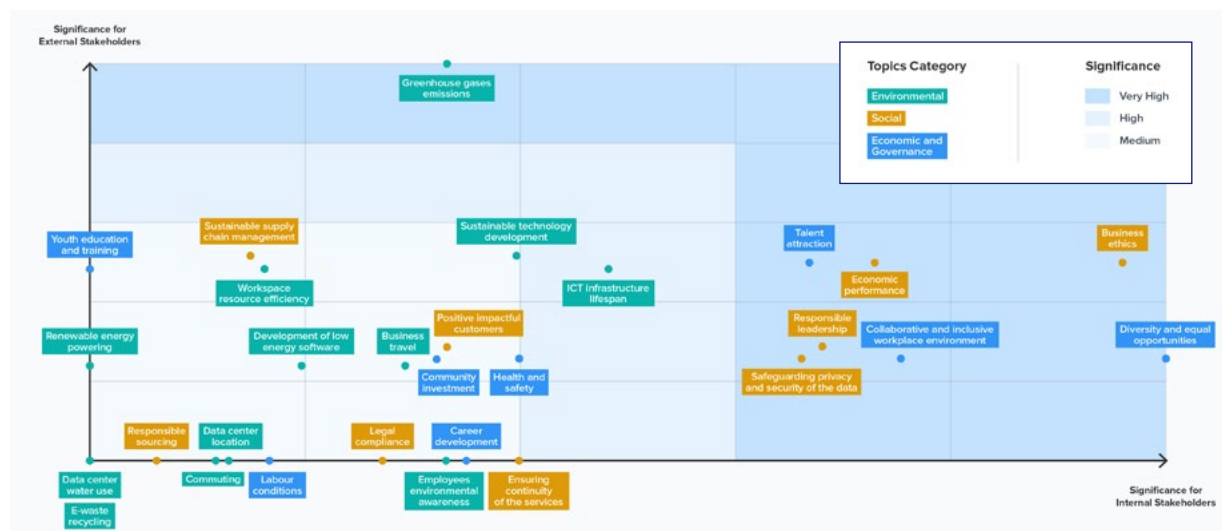 Significance for
External Stakeholders
Greenhouse gases
emissions
Topics Category
Environmental
Social
Economic and
Governance
Significance
Very High
High
Medium
Youth education
and training
Sustainable supply
chain management
Workspace
resource efficiency
Sustainable technology
development
ICT infrastructure
lifespan
Talent
attraction
Economic
performance
Business
ethics
Renewable energy
powering
Development of low
energy software
Business
travel
Positive impactful
customers
Community
investment
Health and
safety
Responsible
leadership
Safeguarding privacy
and security of the data
Collaborative and inclusive
workplace environment
Diversity and equal
opportunities
Responsible
sourcing
Data center
location
Legal
compliance
Career
development
Data center
water use
E-waste
recycling
Commuting
Labour
conditions
Employees
environmental
awareness
Ensuring
continuity
of the services
Significance for
Internal Stakeholders